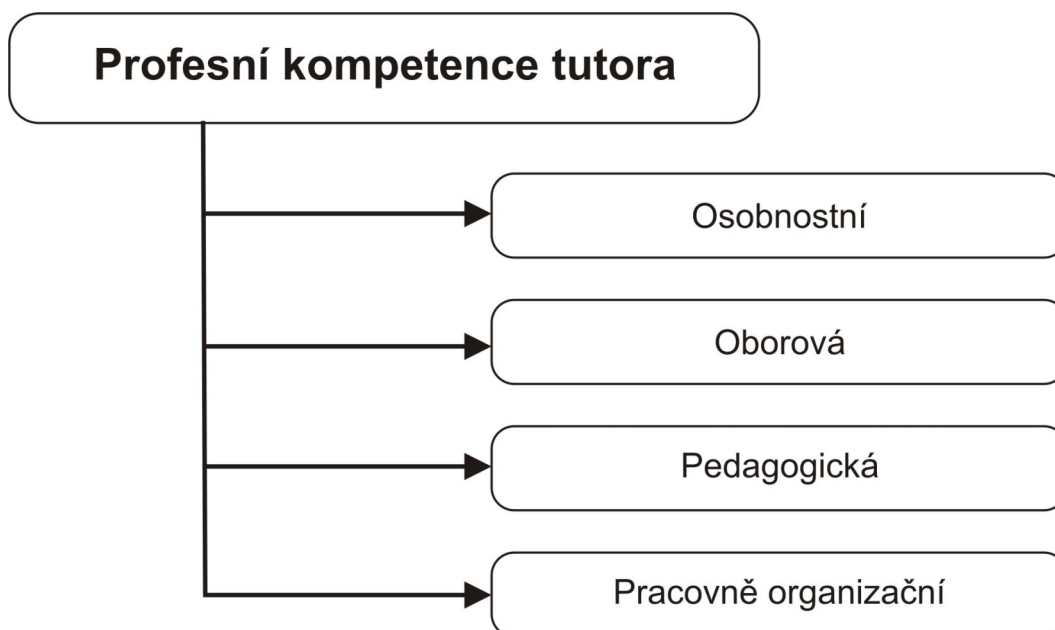 Profesní kompetence tutora
Osobnostní
Oborová
Pedagogická
Pracovně organizační